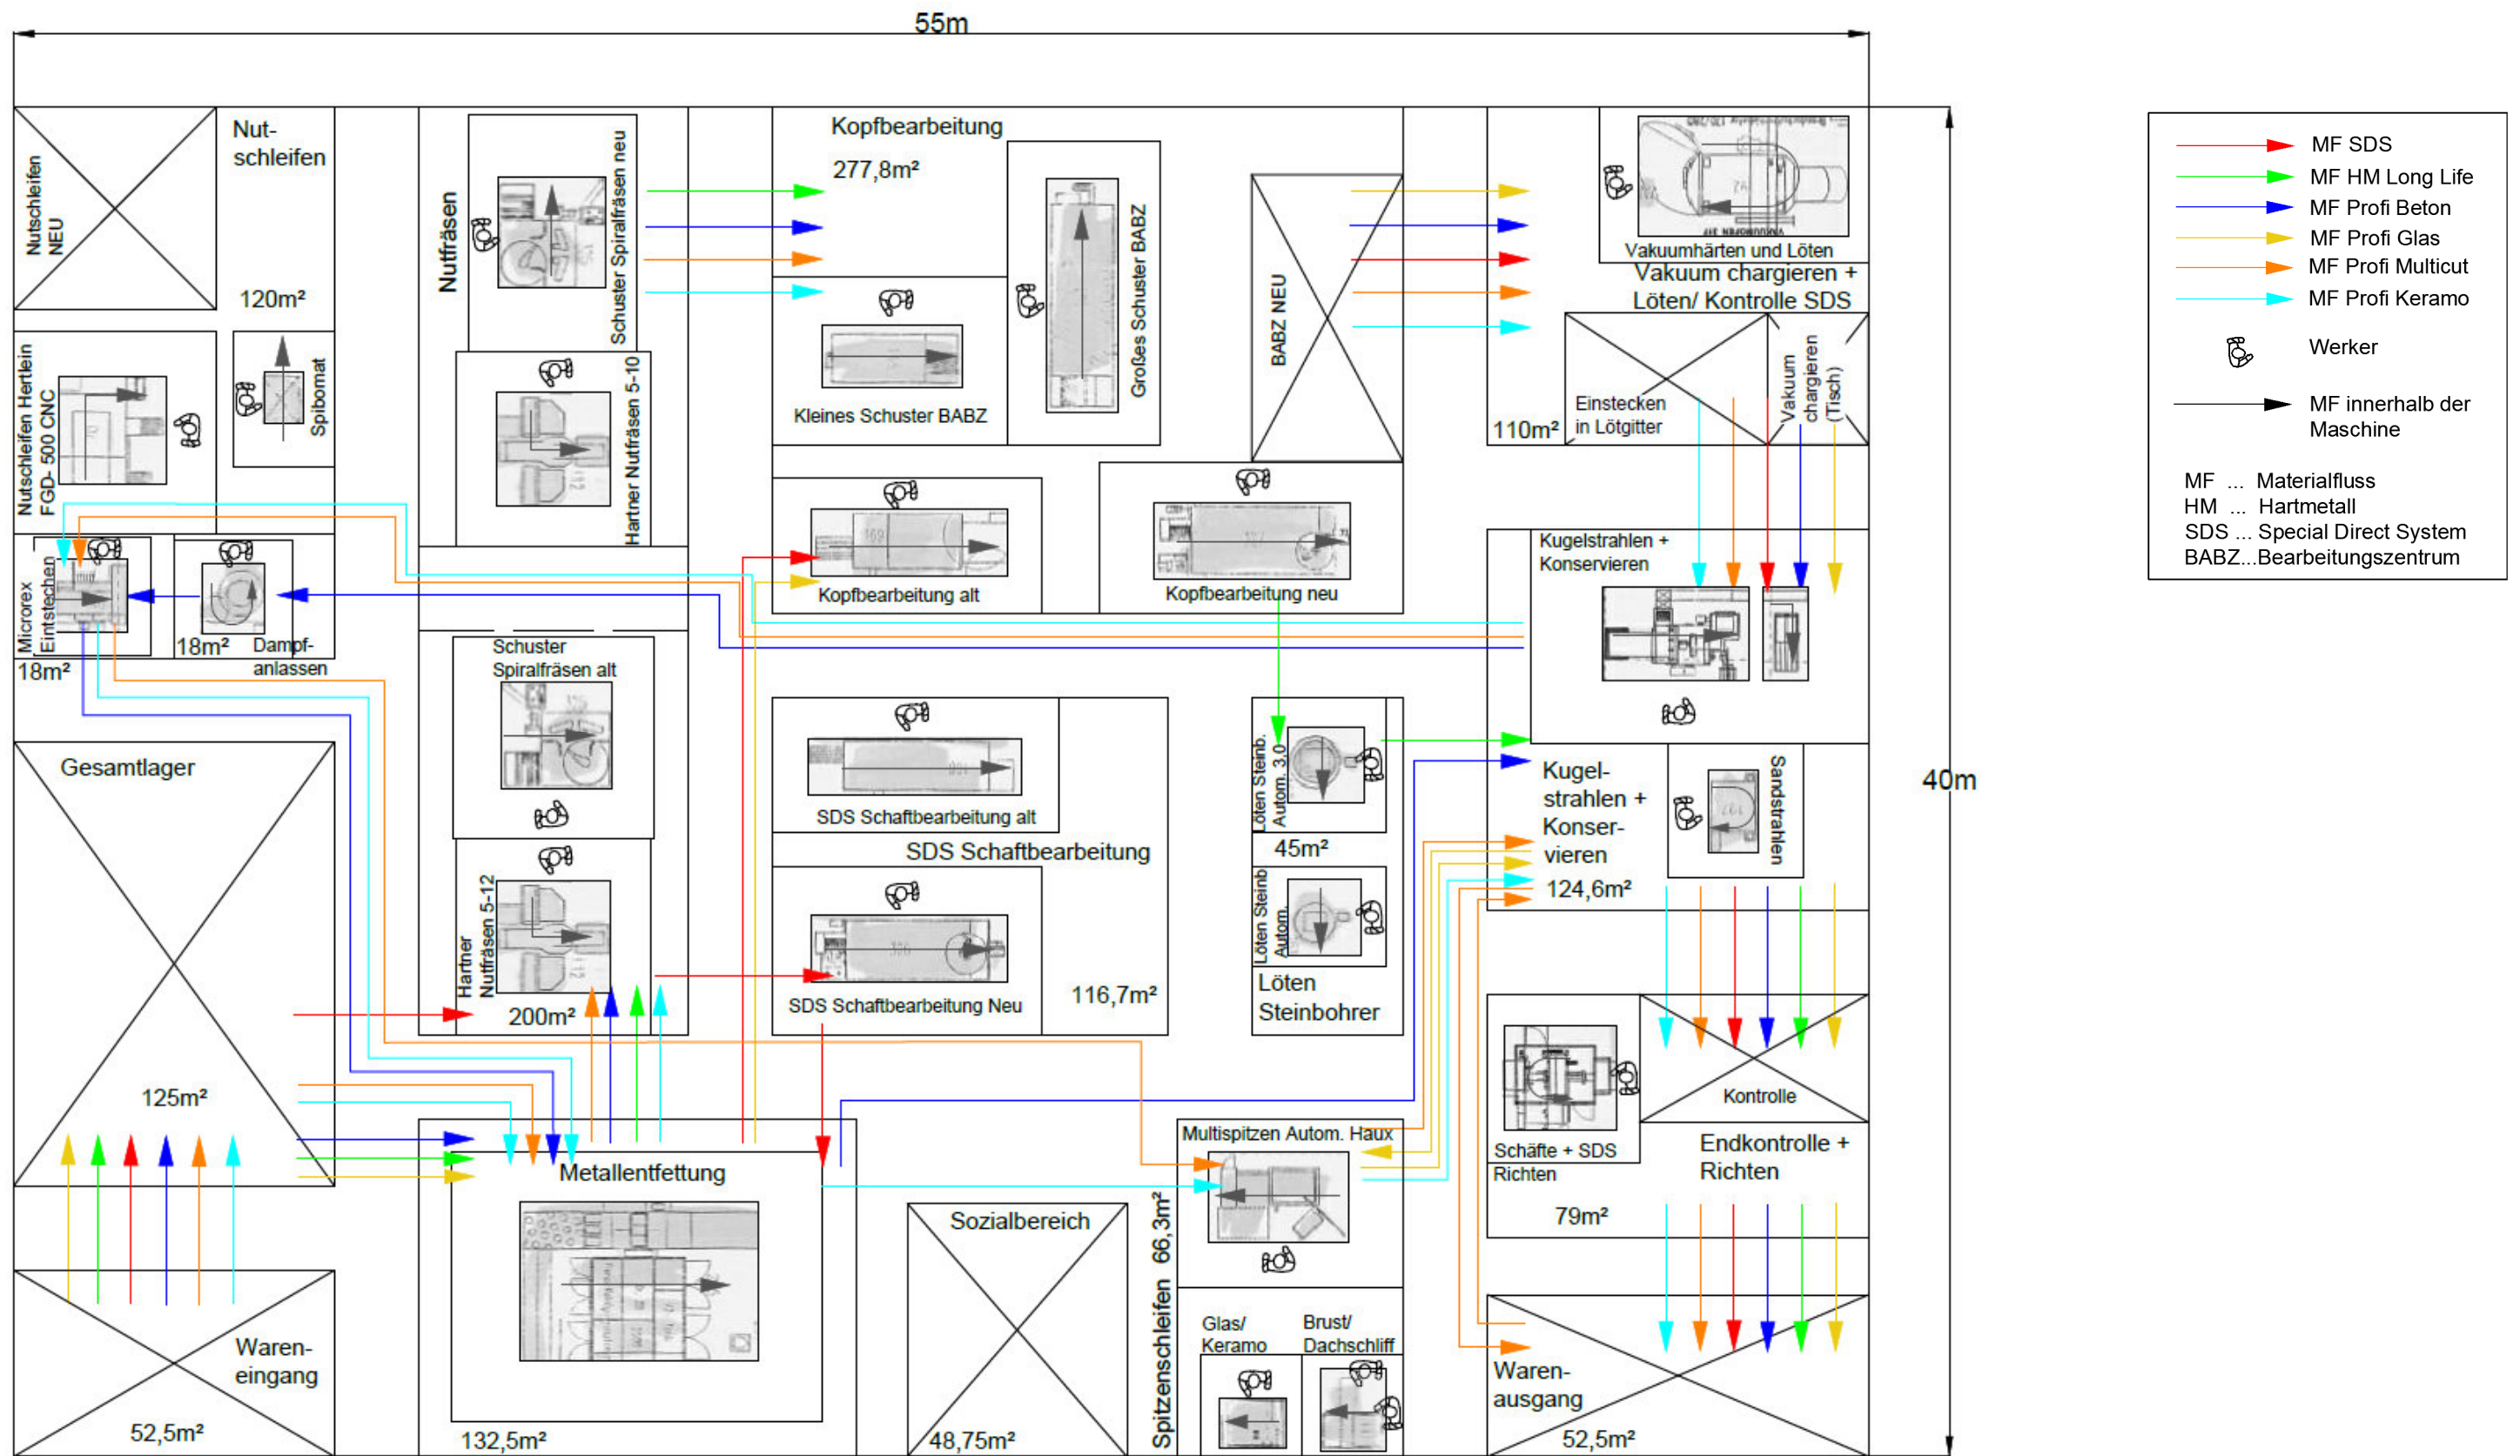 55m
Nutschleifen
NEU
Nut-
schleifen
120m²
Nutschleifen Hertlein
FGD- 500 CNC
Spibomat
Microrex
Eintstechen
18m²
18m²
Dampf-
anlassen
Gesamtlager
125m²
Waren-
eingang
52,5m²
Nutfräsen
Schuster Spiralfräsen neu
Hartner Nutfräsen 5-10
Schuster
Spiralfräsen alt
Hartner
Nutfräsen 5-12
200m²
Metallentfettung
132,5m²
Kopfbearbeitung
277,8m²
Großes Schuster BABZ
Kleines Schuster BABZ
BABZ NEU
Kopfbearbeitung alt
Kopfbearbeitung neu
SDS Schaftbearbeitung alt
SDS Schaftbearbeitung
SDS Schaftbearbeitung Neu
116,7m²
Löten Steinb.
Autom. 3.0
45m²
Löten Steinb
Autom.
Löten
Steinbohrer
Sozialbereich
48,75m²
Multispitzen Autom. Haux
Spitzenschleifen 66,3m²
Glas/
Keramo
Brust/
Dachschliff
Vakuumhärten und Löten
Vakuum chargieren +
Löten/ Kontrolle SDS
Einstecken
in Lötgitter
Vakuum
chargieren
(Tisch)
110m²
Kugelstrahlen +
Konservieren
Kugel-
strahlen +
Konser-
vieren
124,6m²
Sandstrahlen
Kontrolle
Schäfte + SDS
Richten
Endkontrolle +
Richten
79m²
Waren-
ausgang
52,5m²
40m
MF SDS
MF HM Long Life
MF Profi Beton
MF Profi Glas
MF Profi Multicut
MF Profi Keramo
Werker
MF innerhalb der
Maschine
MF ... Materialfluss
HM ... Hartmetall
SDS ... Special Direct System
BABZ...Bearbeitungszentrum